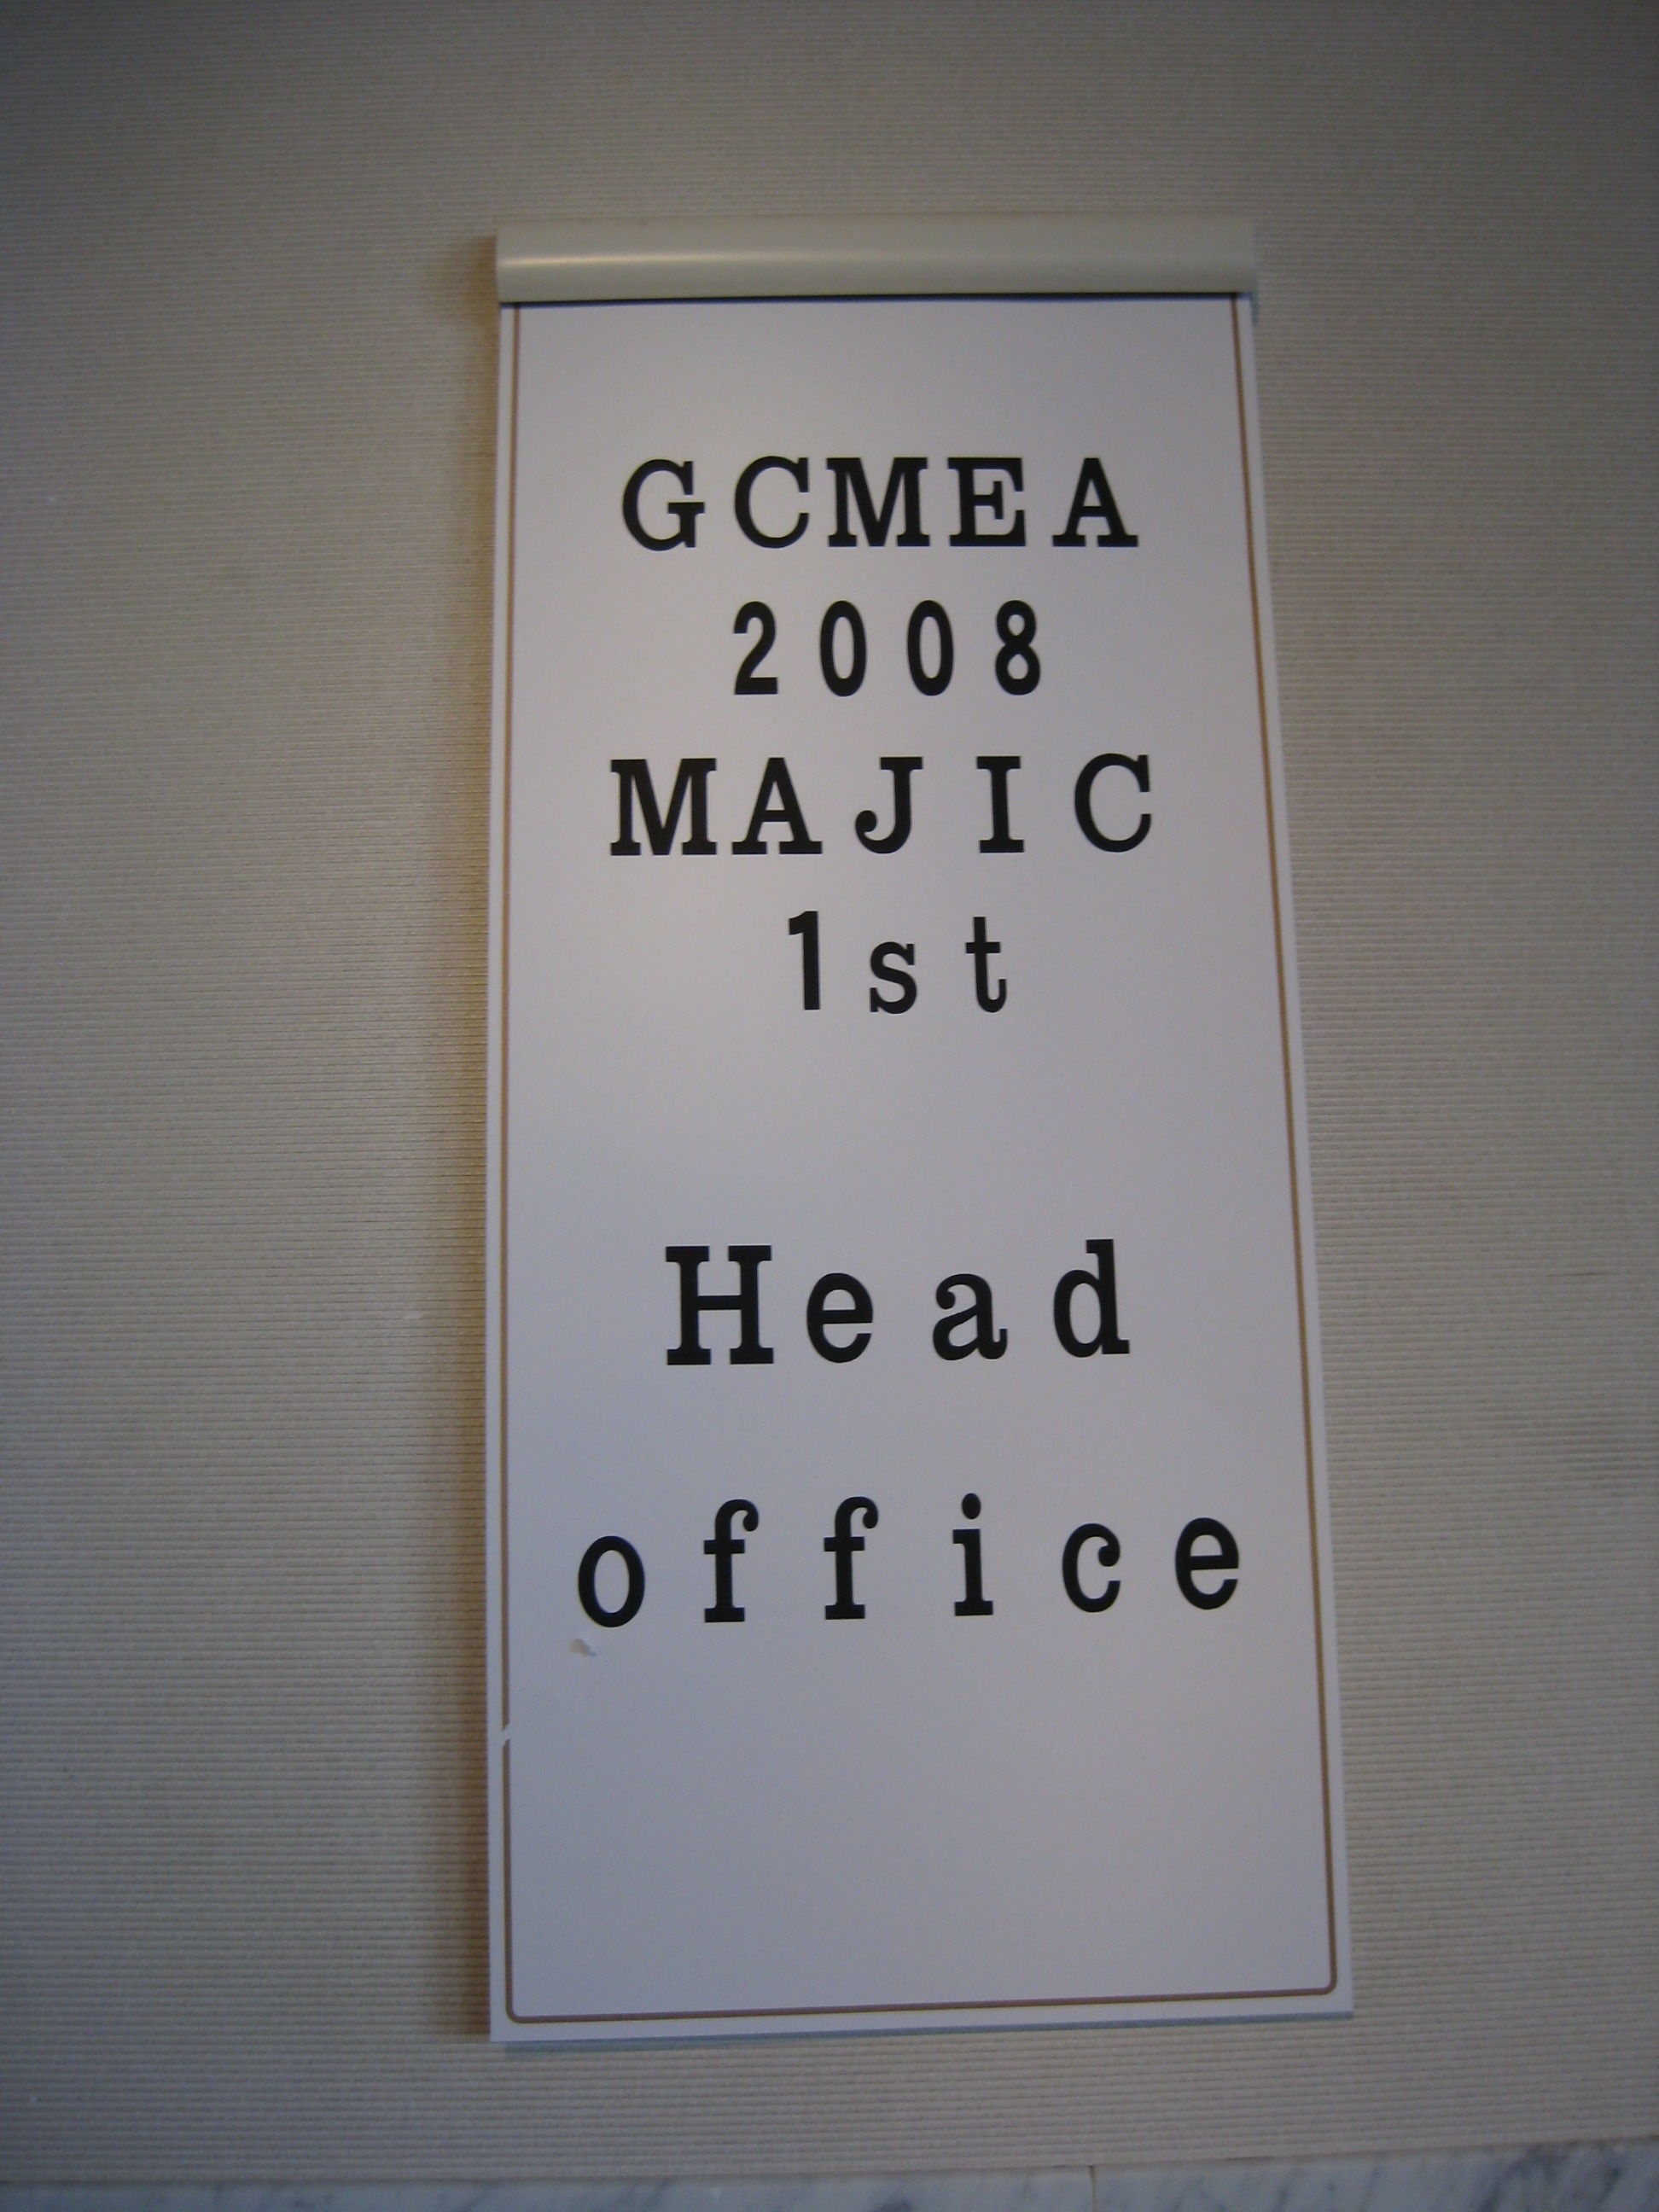 GCMEA
2008
MAJIC
1st
Head
office